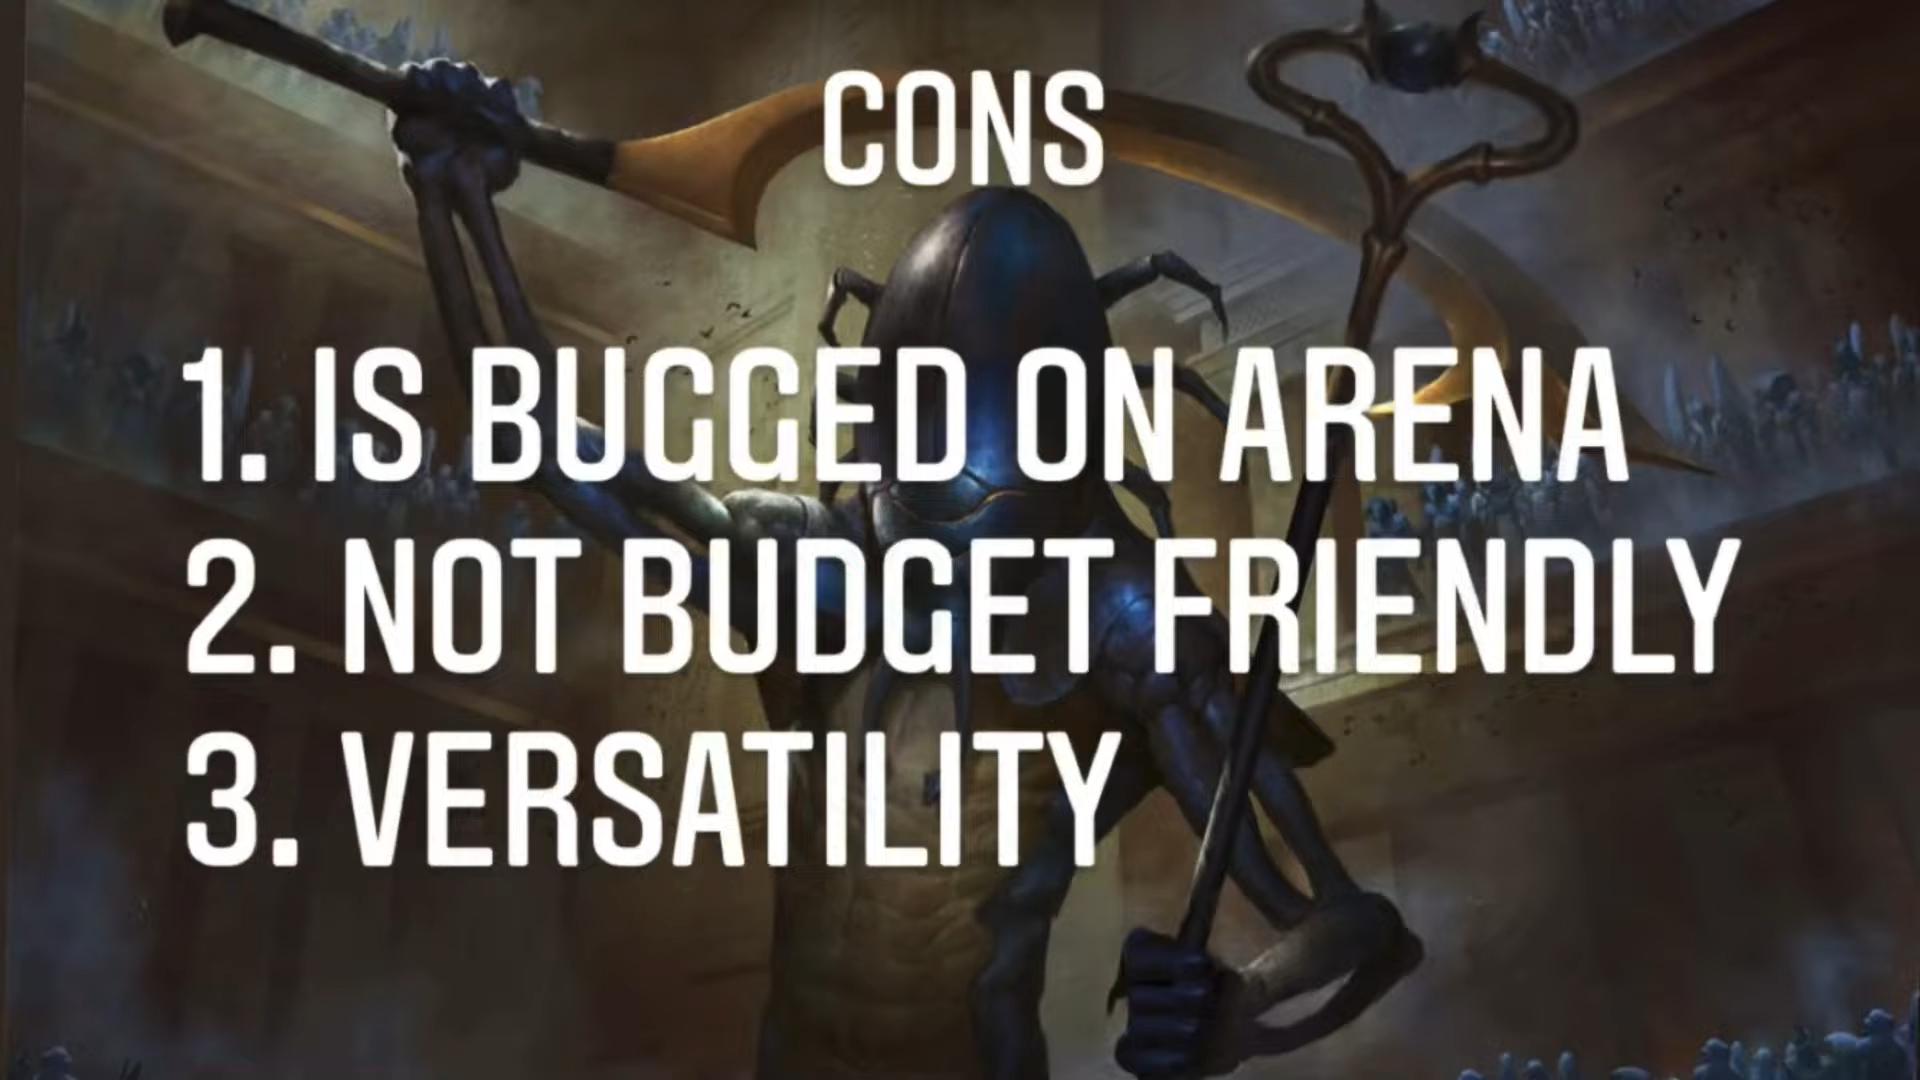 CONS
1. IS BUGGED ON ARENA
2. NOT BUDGET FRIENDLY
3. VERSATILITY